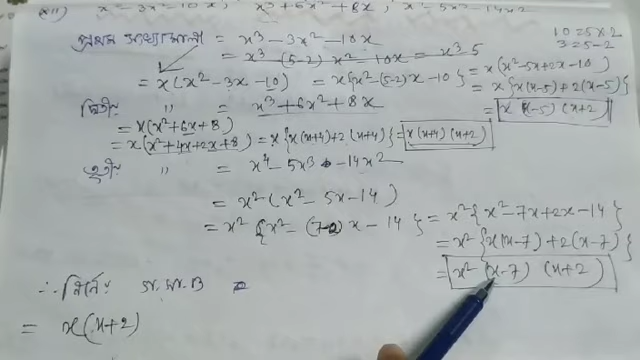 x³-3x²-10x, x³+6x²+8x, x⁴-5x³-14x²
প্রথম = x³-3x²-10x
10=5×2
3=5-2
= x³-(5-2)x²-10x = x³-5
= x(x²-3x-10) = x{x²-(5-2)x-10} = x(x²-5x+2x-10)
= x{x(x-5)+2(x-5)}
= x(x-5)(x+2)
দ্বিতীয় " = x³+6x²+8x
= x(x²+6x+8)
= x(x²+4x+2x+8) = x{x(x+4)+2(x+4)} = x(x+4)(x+2)
তৃতীয় " = x⁴-5x³-14x²
= x²(x²-5x-14)
= x²{x²-(7-2)x-14} = x²{x²-7x+2x-14}
= x²{x(x-7)+2(x-7)}
= x²(x-7)(x+2)
∴ নির্ণেয় গ.সা.গু
= x(x+2)